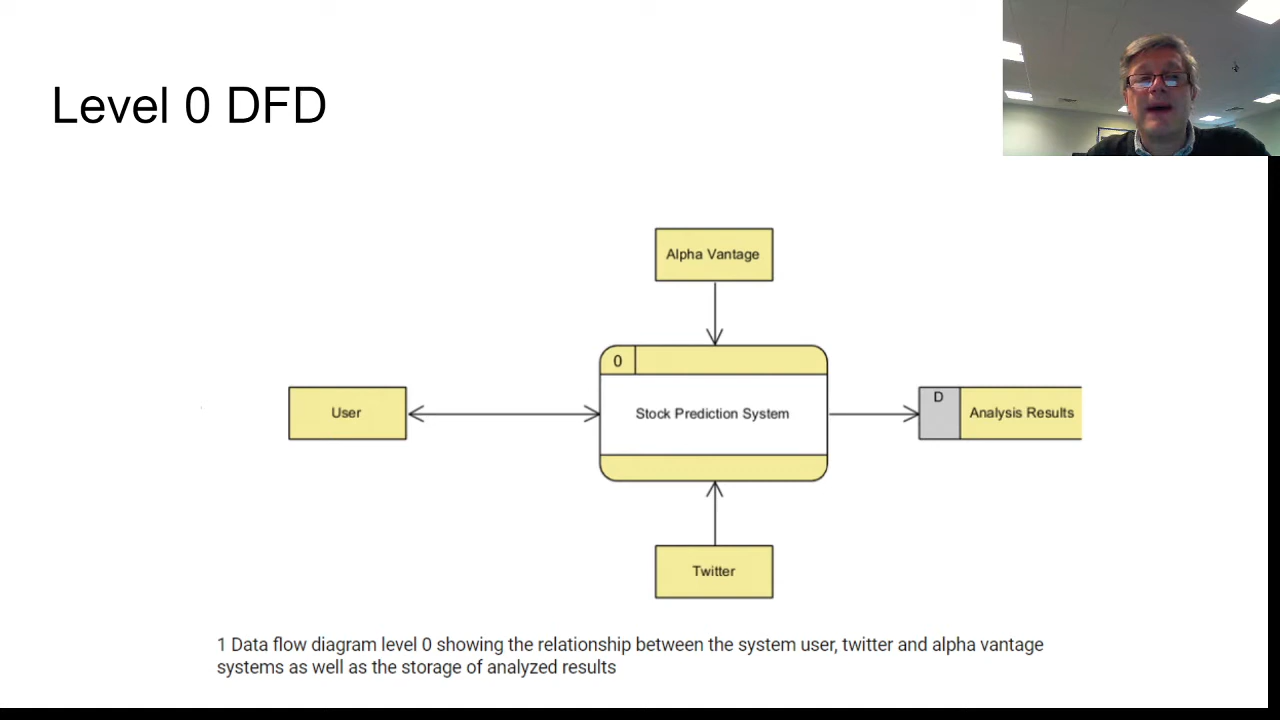 Level 0 DFD
Alpha Vantage
0
User
Stock Prediction System
D
Analysis Results
Twitter
1 Data flow diagram level 0 showing the relationship between the system user, twitter and alpha vantage
systems as well as the storage of analyzed results